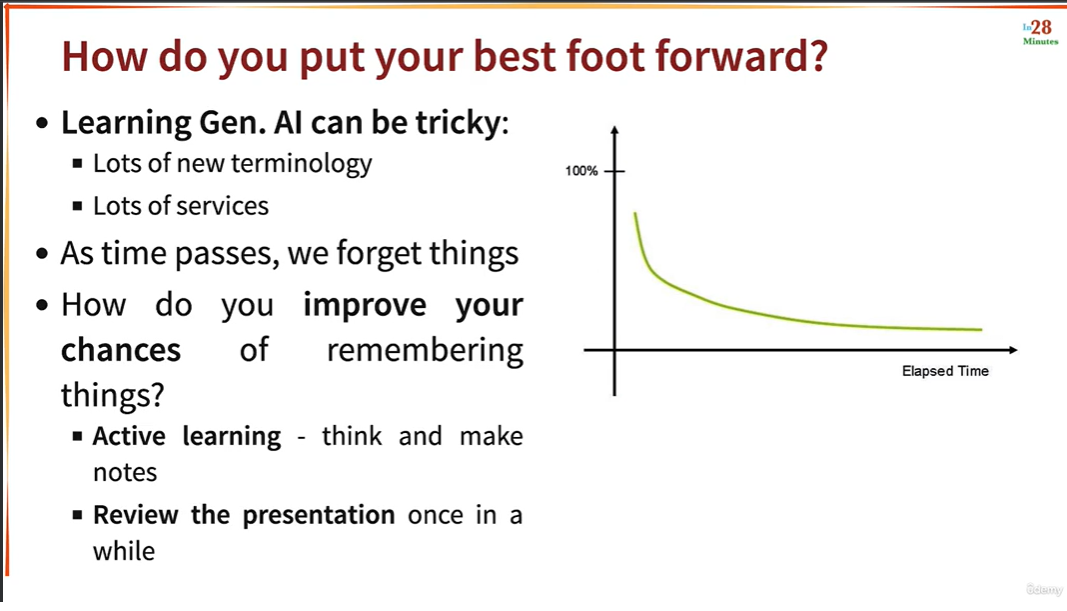 How do you put your best foot forward?
In28
Minutes
• Learning Gen. AI can be tricky:
▪ Lots of new terminology
▪ Lots of services
• As time passes, we forget things
• How do you improve your
chances of remembering
things?
▪ Active learning - think and make
notes
▪ Review the presentation once in a
while
100%
Elapsed Time
ûdemy